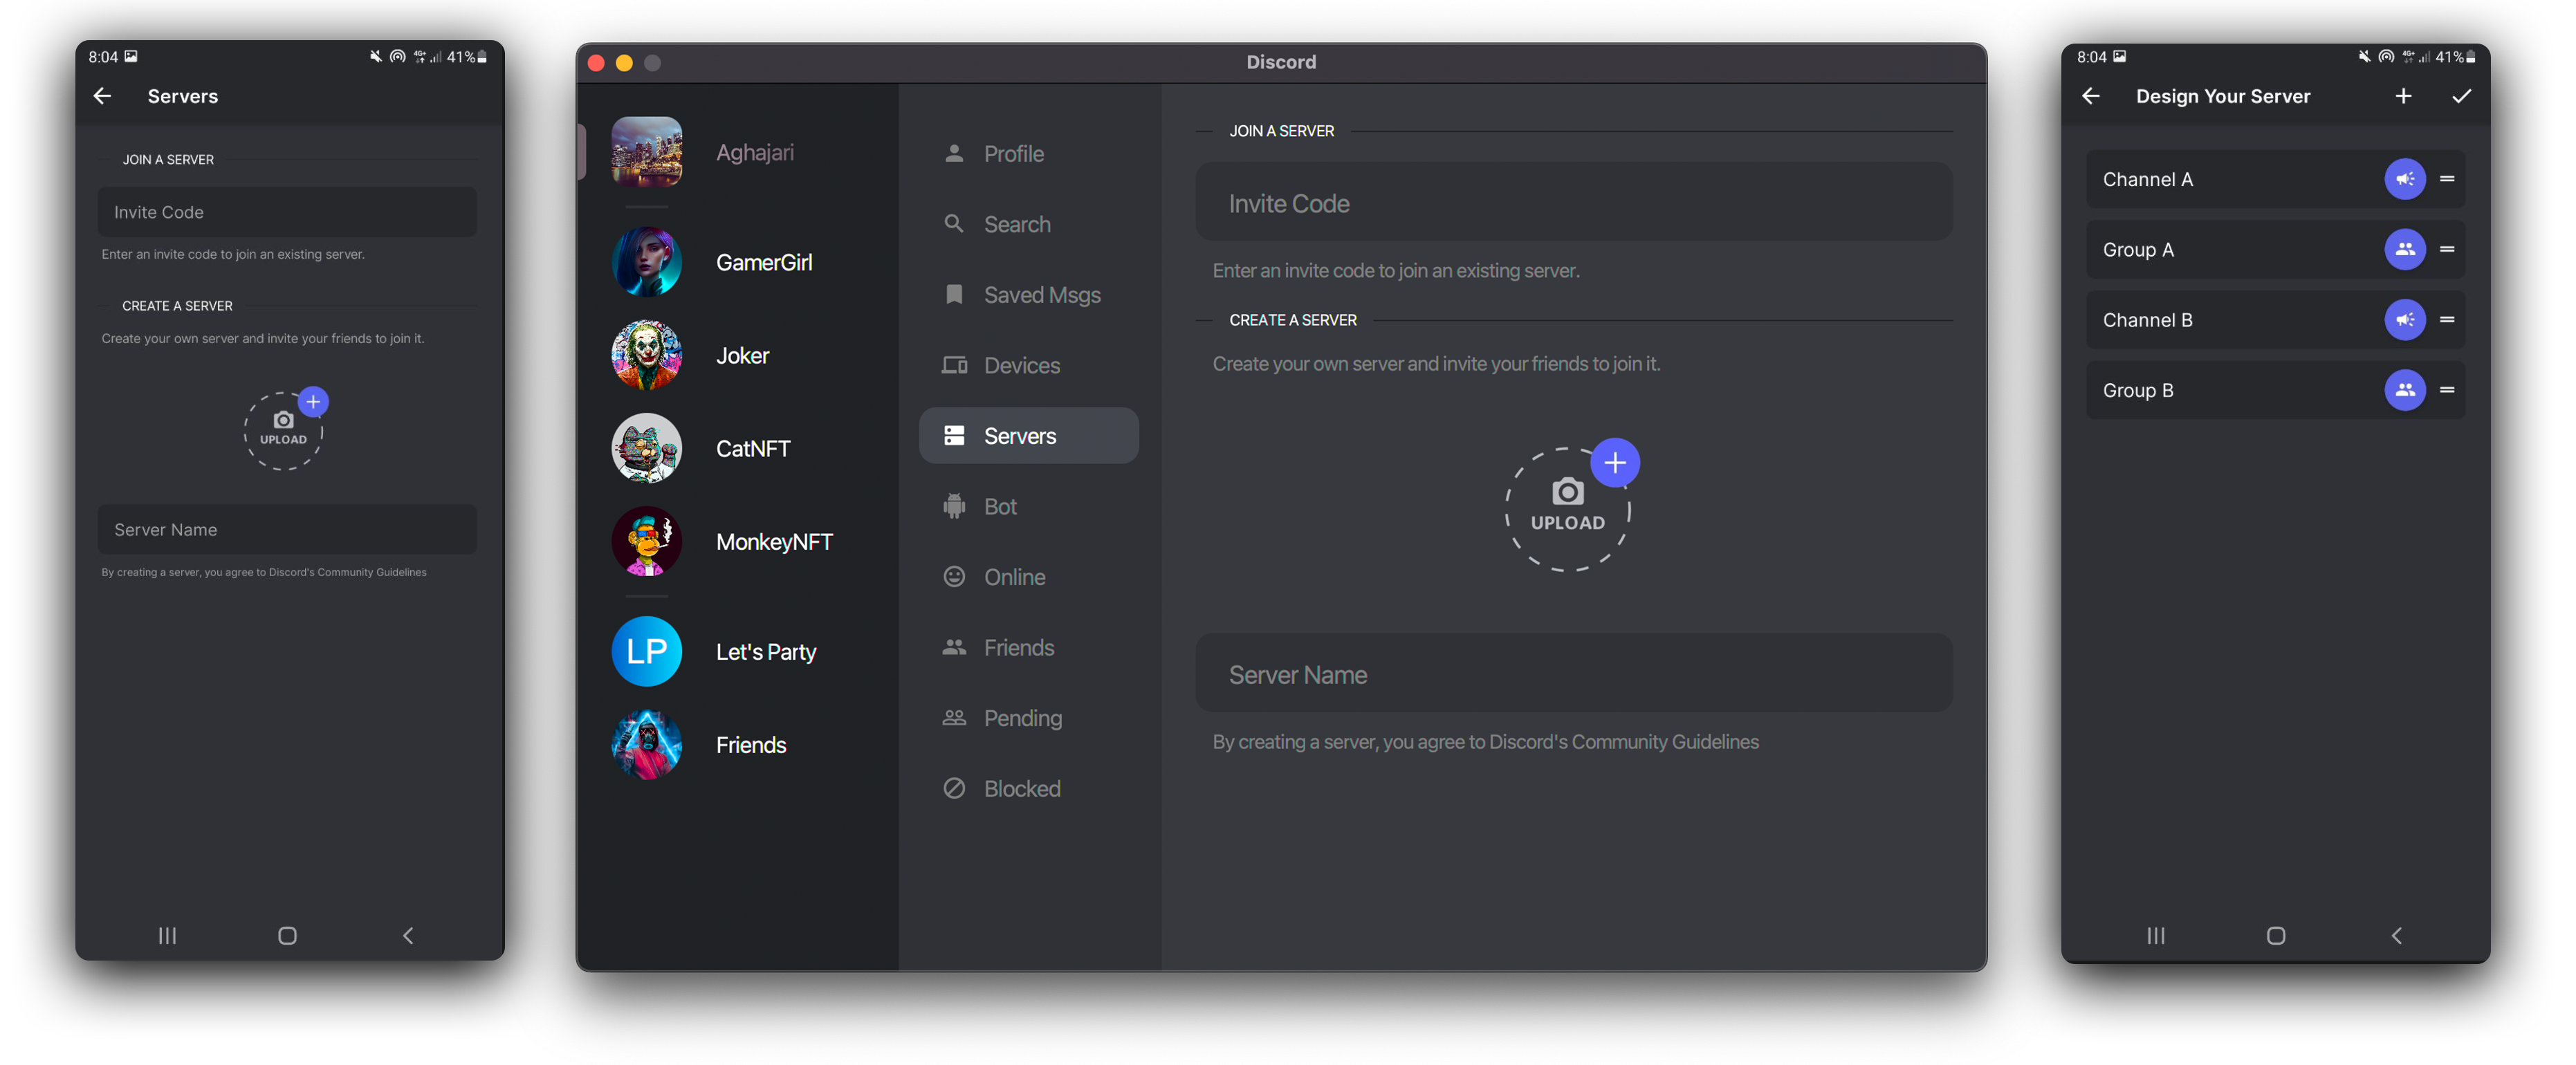 8:04
41%
Servers
JOIN A SERVER
Invite Code
Enter an invite code to join an existing server.
CREATE A SERVER
Create your own server and invite your friends to join it.
UPLOAD
Server Name
By creating a server, you agree to Discord's Community Guidelines
Discord
Aghajari
GamerGirl
Joker
CatNFT
MonkeyNFT
LP
Let's Party
Friends
Profile
Search
Saved Msgs
Devices
Servers
Bot
Online
Friends
Pending
Blocked
JOIN A SERVER
Invite Code
Enter an invite code to join an existing server.
CREATE A SERVER
Create your own server and invite your friends to join it.
UPLOAD
Server Name
By creating a server, you agree to Discord's Community Guidelines
8:04
4G+
41%
Design Your Server
Channel A
Group A
Channel B
Group B